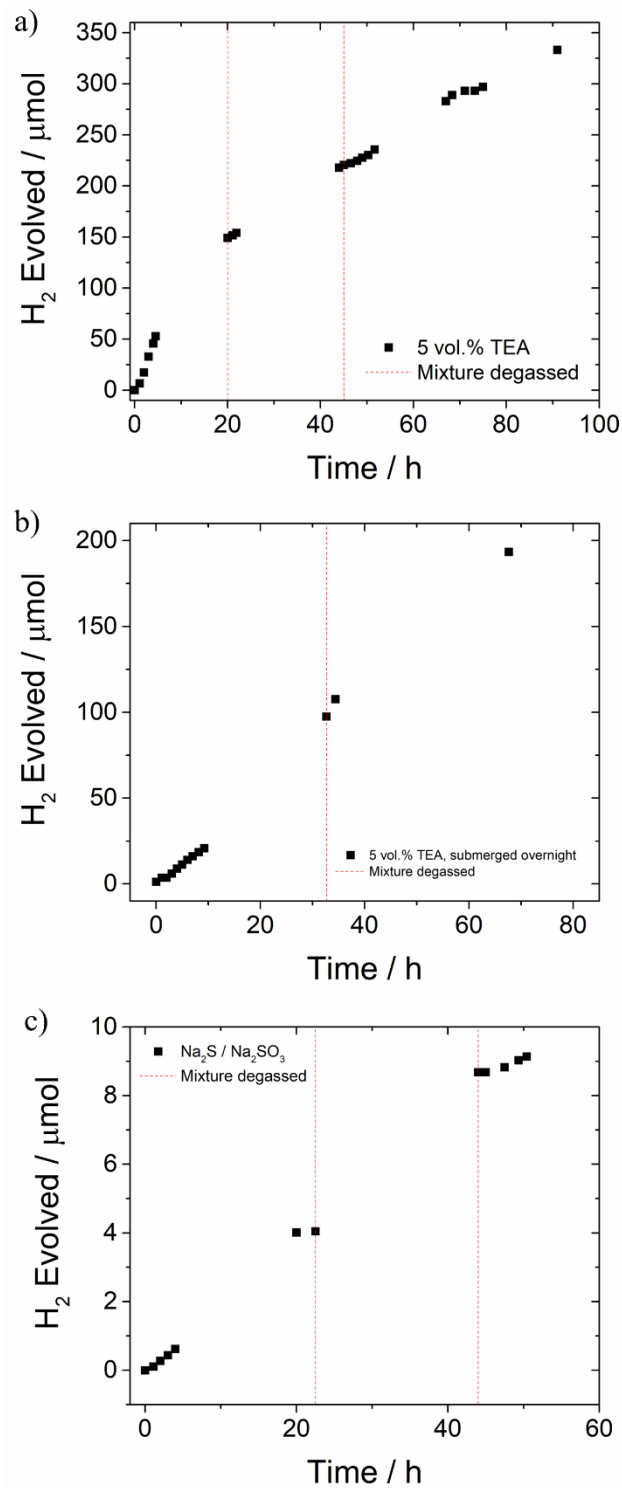 a)
350
300
250
200
150
100
50
0
H₂ Evolved / μmol
5 vol.% TEA
Mixture degassed
0 20 40 60 80 100
Time / h
b)
200
150
100
50
0
H₂ Evolved / μmol
5 vol.% TEA, submerged overnight
Mixture degassed
0 20 40 60 80
Time / h
c)
10
8
6
4
2
0
H₂ Evolved / μmol
Na₂S / Na₂SO₃
Mixture degassed
0 20 40 60
Time / h